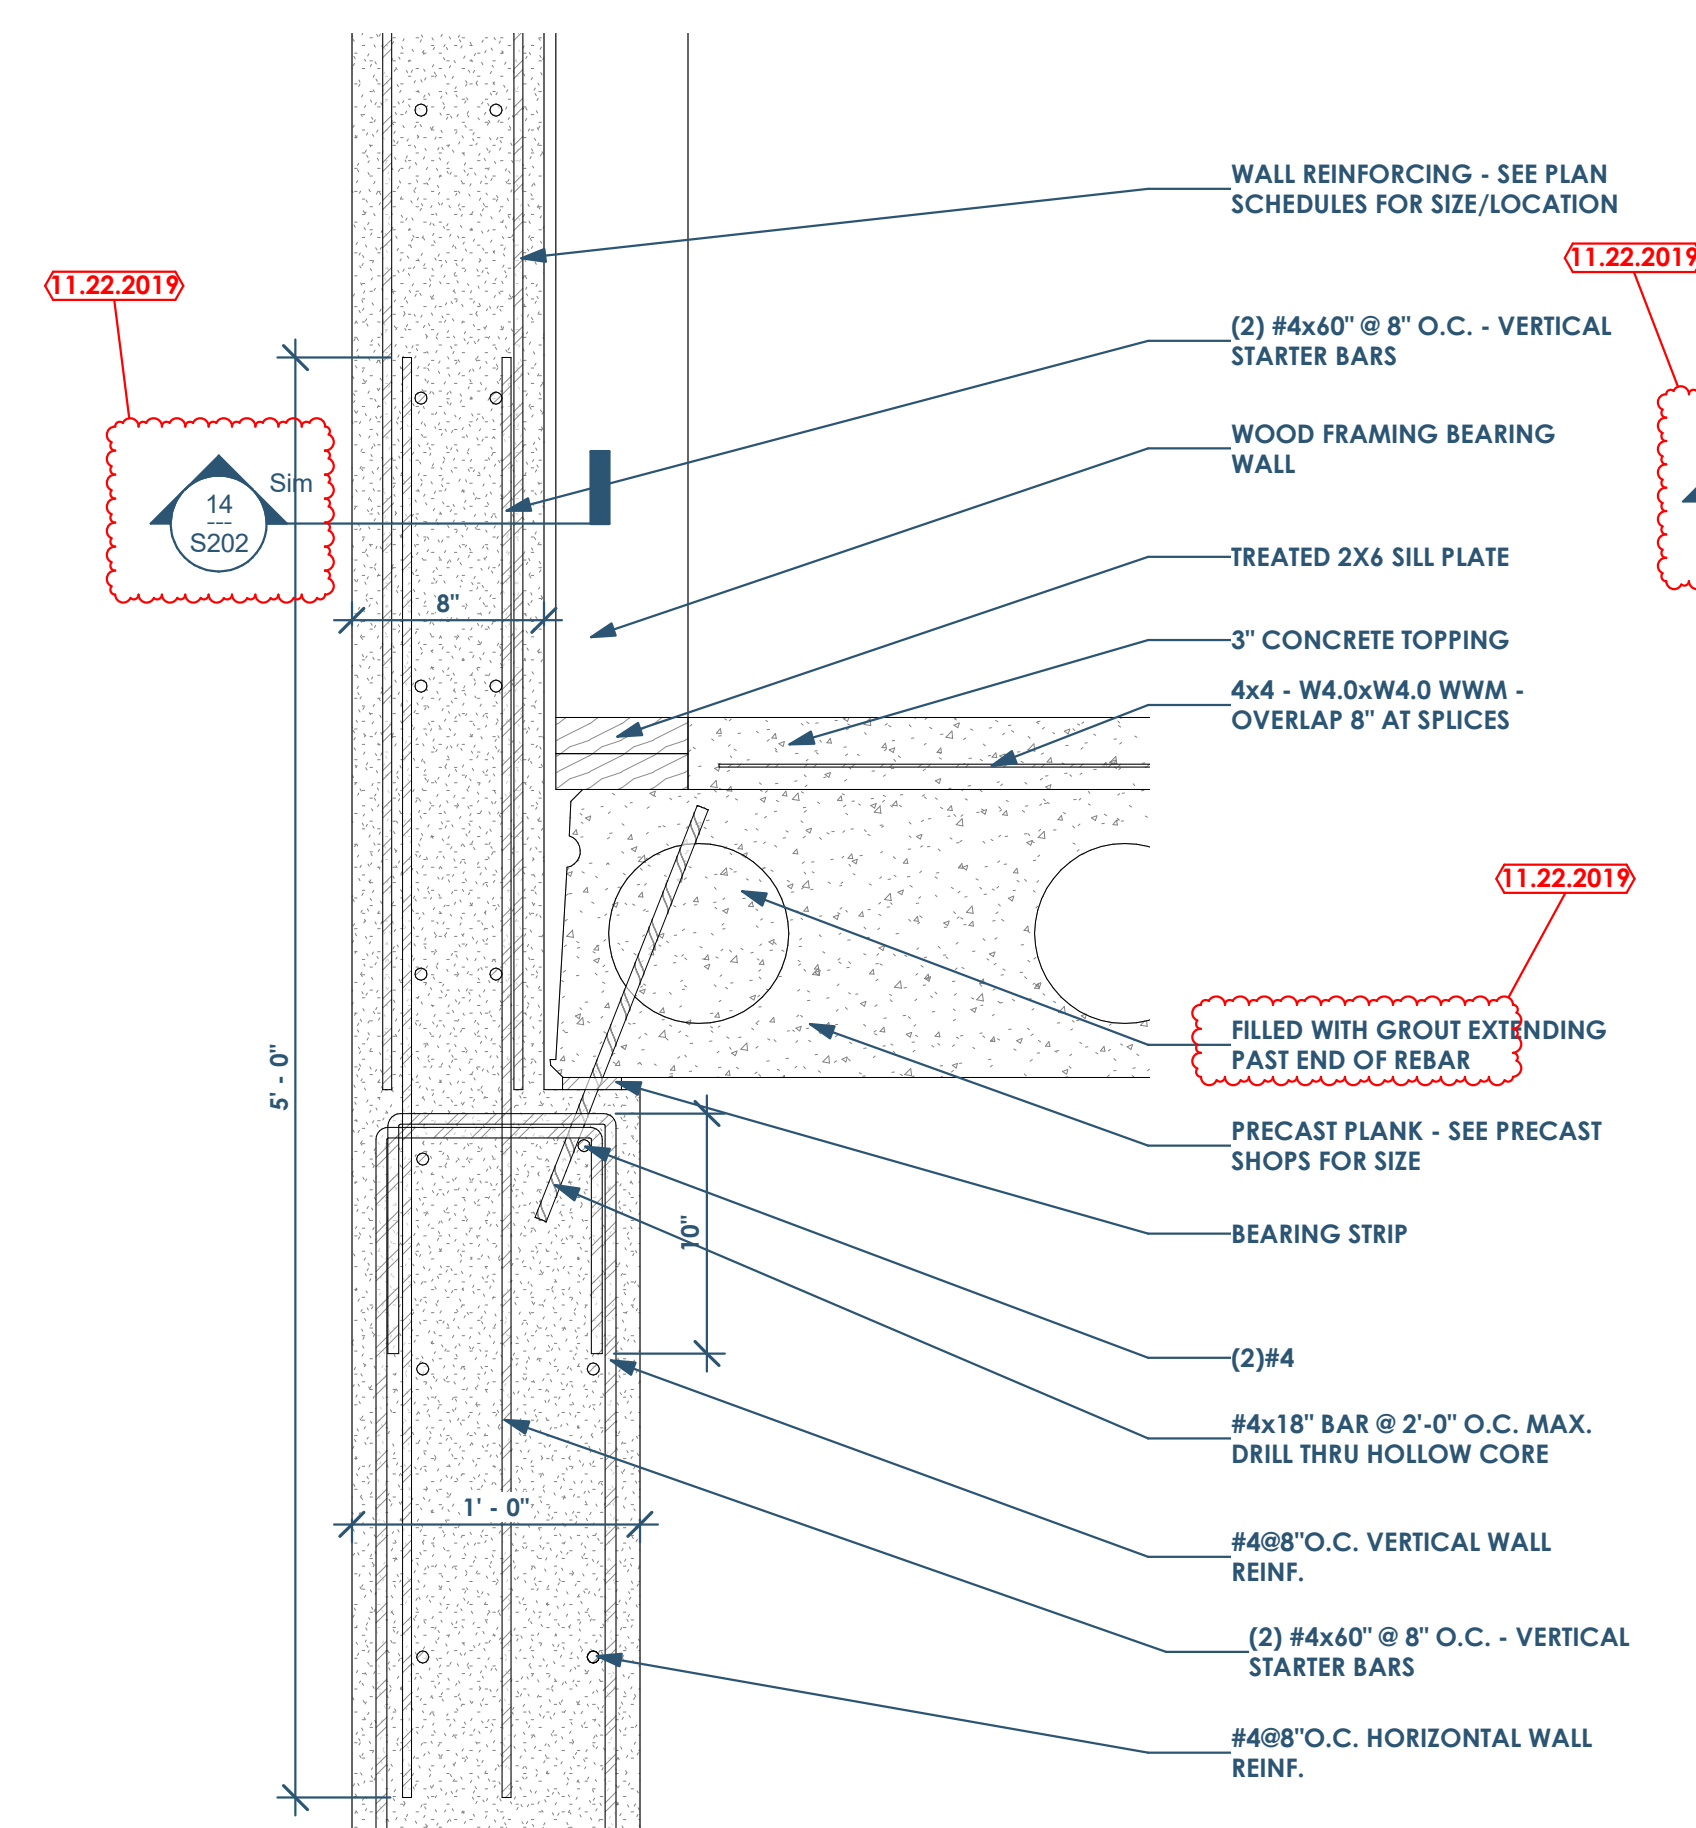 WALL REINFORCING - SEE PLAN
SCHEDULES FOR SIZE/LOCATION
11.22.2019
11.22.2019
(2) #4x60" @ 8" O.C. - VERTICAL
STARTER BARS
WOOD FRAMING BEARING
WALL
Sim
14
---
S202
TREATED 2X6 SILL PLATE
8"
3" CONCRETE TOPPING
4x4 - W4.0xW4.0 WWM -
OVERLAP 8" AT SPLICES
11.22.2019
FILLED WITH GROUT EXTENDING
PAST END OF REBAR
5' - 0"
PRECAST PLANK - SEE PRECAST
SHOPS FOR SIZE
10"
BEARING STRIP
(2)#4
#4x18" BAR @ 2'-0" O.C. MAX.
DRILL THRU HOLLOW CORE
1' - 0"
#4@8"O.C. VERTICAL WALL
REINF.
(2) #4x60" @ 8" O.C. - VERTICAL
STARTER BARS
#4@8"O.C. HORIZONTAL WALL
REINF.